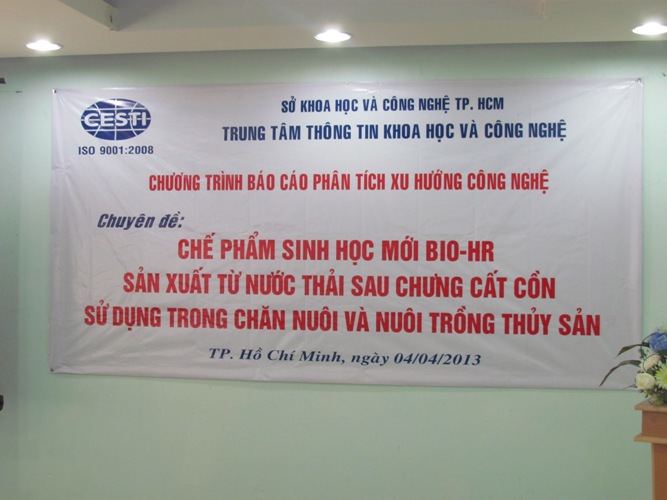 CESTI
ISO 9001:2008
SỞ KHOA HỌC VÀ CÔNG NGHỆ TP. HCM
TRUNG TÂM THÔNG TIN KHOA HỌC VÀ CÔNG NGHỆ
CHƯƠNG TRÌNH BÁO CÁO PHÂN TÍCH XU HƯỚNG CÔNG NGHỆ
Chuyên đề:
CHẾ PHẨM SINH HỌC MỚI BIO-HR
SẢN XUẤT TỪ NƯỚC THẢI SAU CHƯNG CẤT CỒN
SỬ DỤNG TRONG CHĂN NUÔI VÀ NUÔI TRỒNG THỦY SẢN
TP. Hồ Chí Minh, ngày 04/04/2013